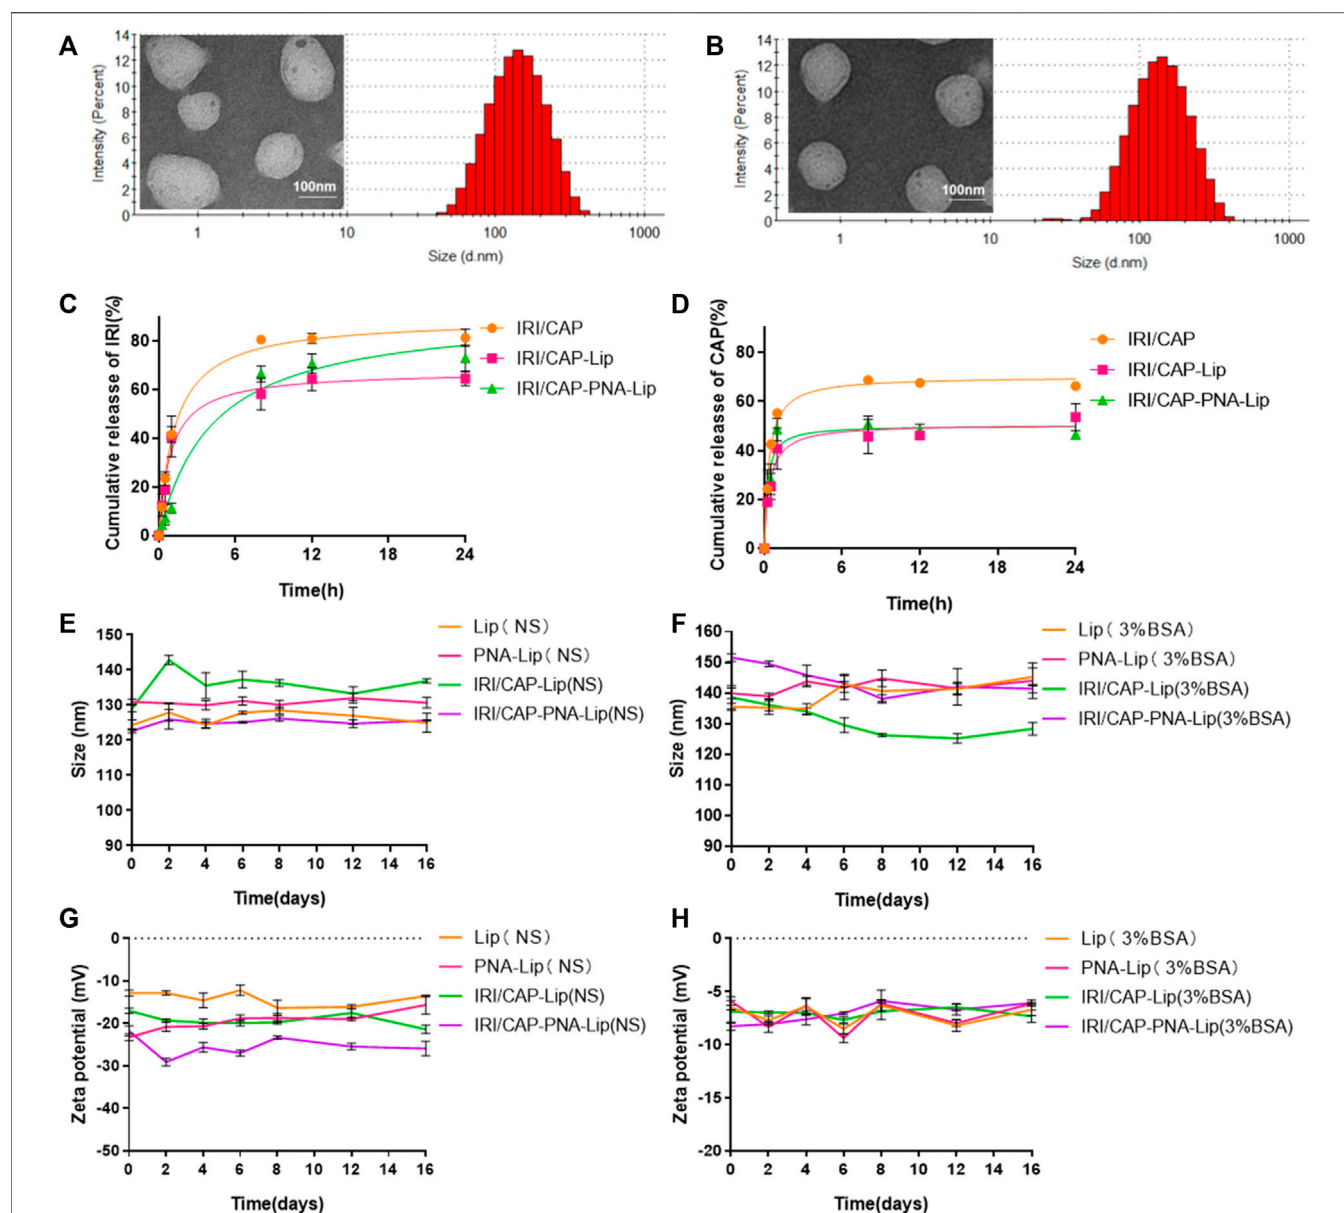 A
Intensity (Percent)
14
12
10
8
6
4
2
0
100nm
1
10
100
1000
Size (d.nm)
B
Intensity (Percent)
14
12
10
8
6
4
2
0
100nm
1
10
100
1000
Size (d.nm)
C
Cumulative releasse of IRI(%)
80
60
40
20
0
0
6
12
18
24
Time(h)
IRI/CAP
IRI/CAP-Lip
IRI/CAP-PNA-Lip
D
Cumulative releasse of CAP(%)
80
60
40
20
0
0
6
12
18
24
Time(h)
IRI/CAP
IRI/CAP-Lip
IRI/CAP-PNA-Lip
E
Size (nm)
150
140
130
120
110
100
90
0 2 4 6 8 10 12 14 16
Time(days)
Lip（NS）
PNA-Lip（NS）
IRI/CAP-Lip(NS)
IRI/CAP-PNA-Lip(NS)
F
Size (nm)
160
150
140
130
120
110
100
90
0 2 4 6 8 10 12 14 16
Time(days)
Lip（3%BSA）
PNA-Lip（3%BSA）
IRI/CAP-Lip(3%BSA)
IRI/CAP-PNA-Lip(3%BSA)
G
Zeta potential (mV)
0
-10
-20
-30
-40
-50
0 2 4 6 8 10 12 14 16
Time(days)
Lip（NS）
PNA-Lip（NS）
IRI/CAP-Lip(NS)
IRI/CAP-PNA-Lip(NS)
H
Zeta potential (mV)
0
-5
-10
-15
-20
0 2 4 6 8 10 12 14 16
Time(days)
Lip（3%BSA）
PNA-Lip（3%BSA）
IRI/CAP-Lip(3%BSA)
IRI/CAP-PNA-Lip(3%BSA)